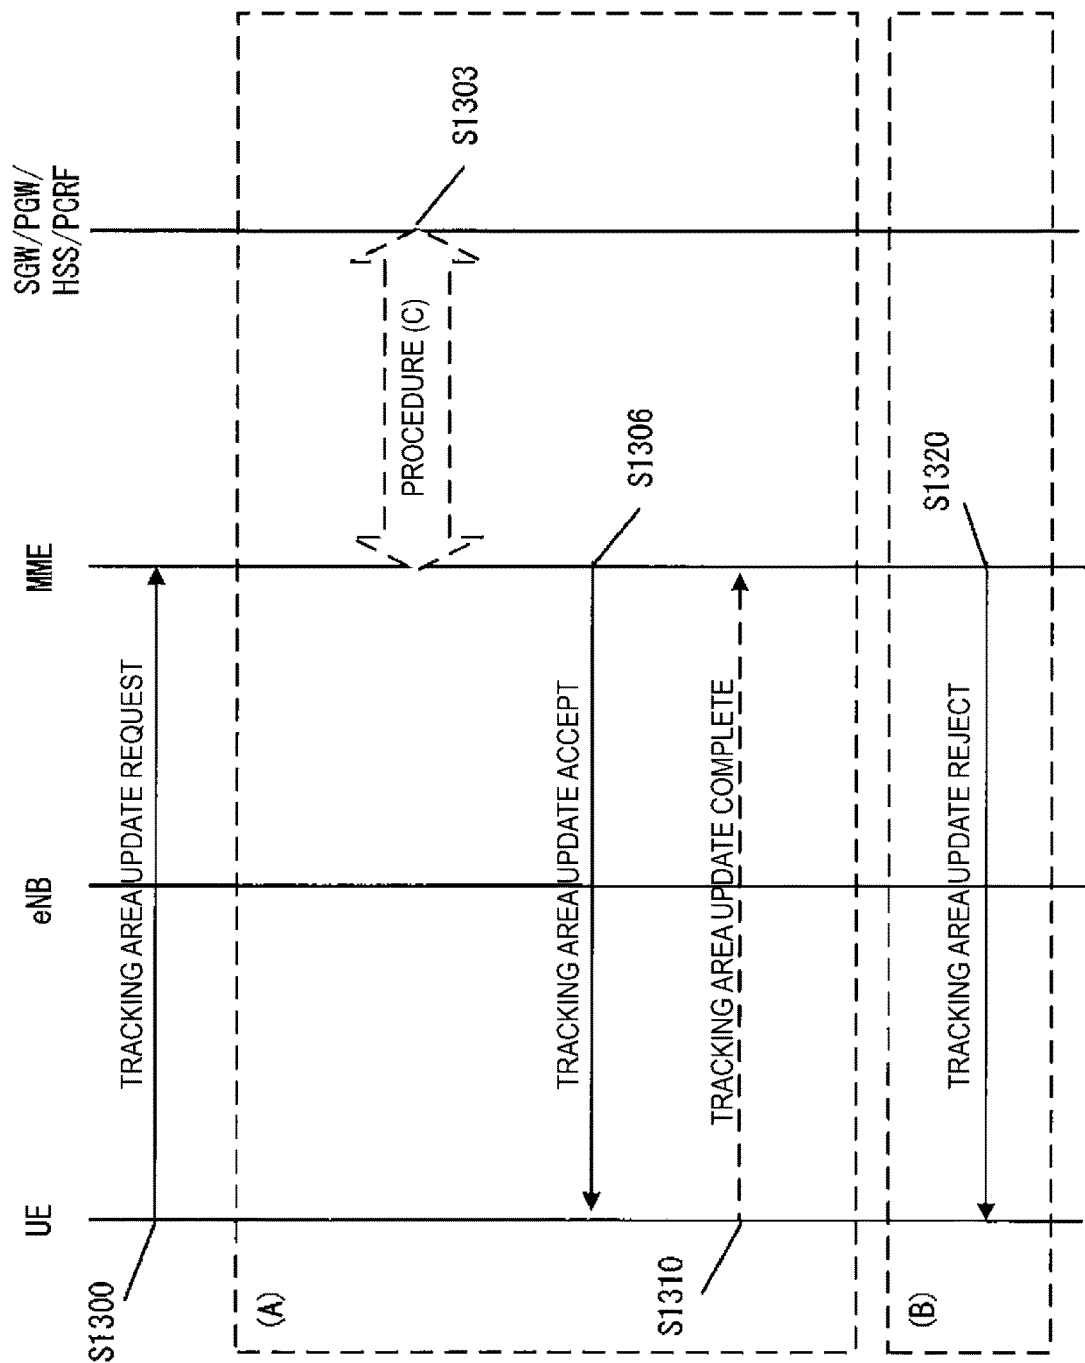 UE
eNB
MME
SGW/PGW/
HSS/PCRF
S1300
TRACKING AREA UPDATE REQUEST
(A)
PROCEDURE (C)
S1303
TRACKING AREA UPDATE ACCEPT
S1306
S1310
TRACKING AREA UPDATE COMPLETE
(B)
TRACKING AREA UPDATE REJECT
S1320